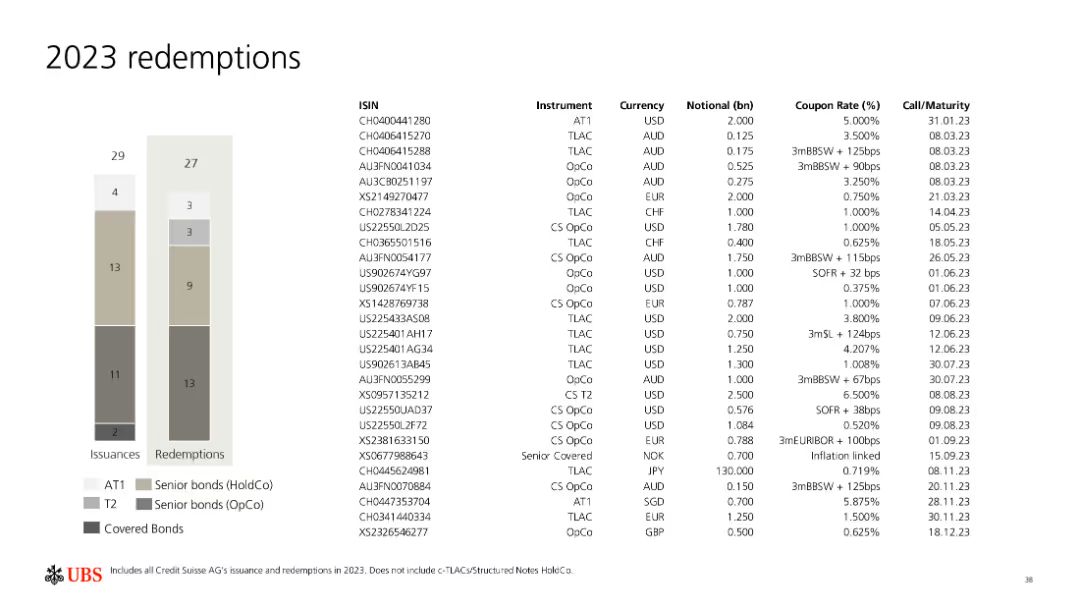 2023 redemptions
29
4
13
11
2
Issuances
27
3
3
9
13
Redemptions
AT1
Senior bonds (HoldCo)
T2
Senior bonds (OpCo)
Covered Bonds
ISIN Instrument Currency Notional (bn) Coupon Rate (%) Call/Maturity
CH0400441280 AT1 USD 2.000 5.000% 31.01.23
CH0406415270 TLAC AUD 0.125 3.500% 08.03.23
CH0406415288 TLAC AUD 0.175 3mBBSW + 125bps 08.03.23
AU3FN0041034 OpCo AUD 0.525 3mBBSW + 90bps 08.03.23
AU3CB0251197 OpCo AUD 0.275 3.250% 08.03.23
XS2149270477 OpCo EUR 2.000 0.750% 21.03.23
CH0278341224 TLAC CHF 1.000 1.000% 14.04.23
US22550L2D25 CS OpCo USD 1.780 1.000% 05.05.23
CH0365501516 TLAC CHF 0.400 0.625% 18.05.23
AU3FN0054177 CS OpCo AUD 1.750 3mBBSW + 115bps 26.05.23
US902674YG97 OpCo USD 1.000 SOFR + 32 bps 01.06.23
US902674YF15 OpCo USD 1.000 0.375% 01.06.23
XS1428769738 CS OpCo EUR 0.787 1.000% 07.06.23
US225433AS08 TLAC USD 2.000 3.800% 09.06.23
US225401AH17 TLAC USD 0.750 3m$L + 124bps 12.06.23
US225401AG34 TLAC USD 1.250 4.207% 12.06.23
US902613AB45 TLAC USD 1.300 1.008% 30.07.23
AU3FN0055299 OpCo AUD 1.000 3mBBSW + 67bps 30.07.23
XS0957135212 CS T2 USD 2.500 6.500% 08.08.23
US22550UAD37 CS OpCo USD 0.576 SOFR + 38bps 09.08.23
US22550L2F72 CS OpCo USD 1.084 0.520% 09.08.23
XS2381633150 CS OpCo EUR 0.788 3mEURIBOR + 100bps 01.09.23
XS0677988643 Senior Covered NOK 0.700 Inflation linked 15.09.23
CH0445624981 TLAC JPY 130.000 0.719% 08.11.23
AU3FN0070884 CS OpCo AUD 0.150 3mBBSW + 125bps 20.11.23
CH0447353704 AT1 SGD 0.700 5.875% 28.11.23
CH0341440334 TLAC EUR 1.250 1.500% 30.11.23
XS2326546277 OpCo GBP 0.500 0.625% 18.12.23
UBS
Includes all Credit Suisse AG's issuance and redemptions in 2023. Does not include c-TLACs/Structured Notes HoldCo.
38